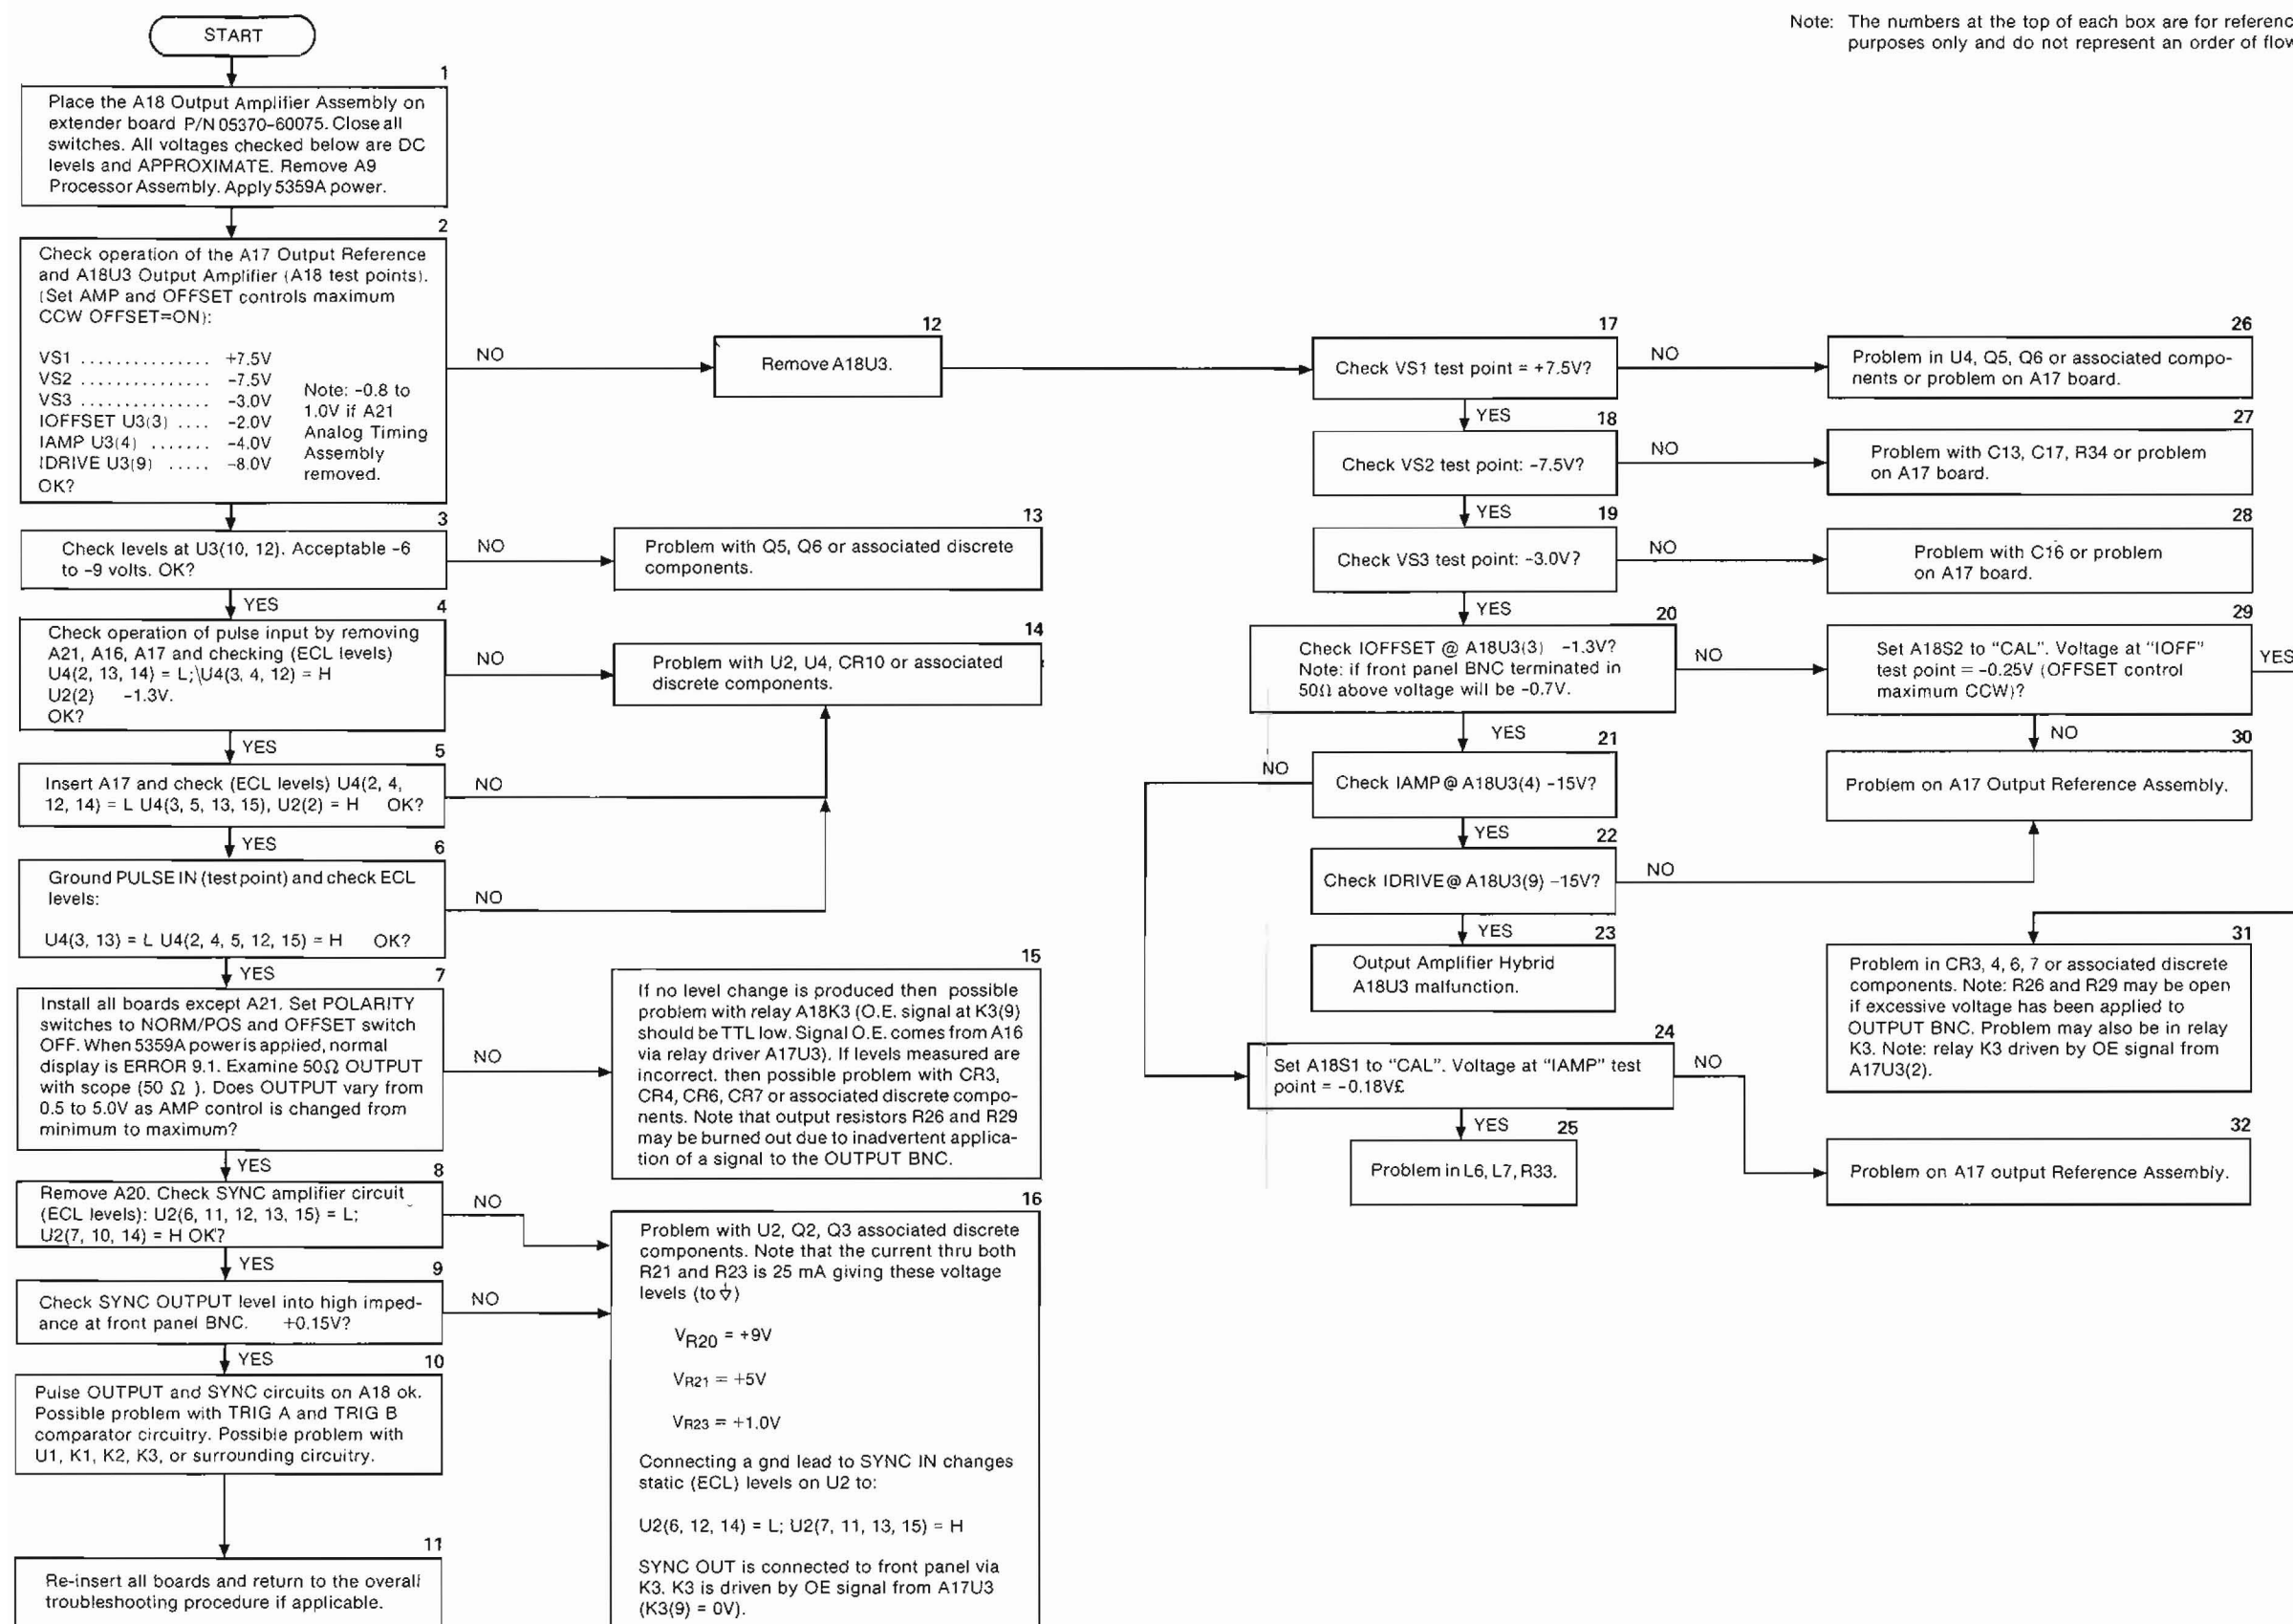 START
Note: The numbers at the top of each box are for referenc
purposes only and do not represent an order of flow
1
Place the A18 Output Amplifier Assembly on
extender board P/N 05370-60075. Close all
switches. All voltages checked below are DC
levels and APPROXIMATE. Remove A9
Processor Assembly. Apply 5359A power.
2
Check operation of the A17 Output Reference
and A18U3 Output Amplifier (A18 test points).
(Set AMP and OFFSET controls maximum
CCW OFFSET=ON):
VS1 ............... +7.5V
VS2 ............... -7.5V
VS3 ............... -3.0V
IOFFSET U3(3) .... -2.0V
IAMP U3(4) ....... -4.0V
IDRIVE U3(9) ..... -8.0V
OK?
Note: -0.8 to
1.0V if A21
Analog Timing
Assembly
removed.
NO
3
Check levels at U3(10, 12). Acceptable -6
to -9 volts. OK?
NO
YES
4
Check operation of pulse input by removing
A21, A16, A17 and checking (ECL levels)
U4(2, 13, 14) = L;\U4(3, 4, 12) = H
U2(2) -1.3V.
OK?
NO
YES
5
Insert A17 and check (ECL levels) U4(2, 4,
12, 14) = L U4(3, 5, 13, 15), U2(2) = H OK?
NO
YES
6
Ground PULSE IN (test point) and check ECL
levels:
U4(3, 13) = L U4(2, 4, 5, 12, 15) = H OK?
NO
YES
7
Install all boards except A21. Set POLARITY
switches to NORM/POS and OFFSET switch
OFF. When 5359A power is applied, normal
display is ERROR 9.1. Examine 50Ω OUTPUT
with scope (50 Ω ). Does OUTPUT vary from
0.5 to 5.0V as AMP control is changed from
minimum to maximum?
NO
YES
8
Remove A20. Check SYNC amplifier circuit
(ECL levels): U2(6, 11, 12, 13, 15) = L;
U2(7, 10, 14) = H OK?
NO
YES
9
Check SYNC OUTPUT level into high imped-
ance at front panel BNC. +0.15V?
NO
YES
10
Pulse OUTPUT and SYNC circuits on A18 ok.
Possible problem with TRIG A and TRIG B
comparator circuitry. Possible problem with
U1, K1, K2, K3, or surrounding circuitry.
11
Re-insert all boards and return to the overall
troubleshooting procedure if applicable.
12
Remove A18U3.
13
Problem with Q5, Q6 or associated discrete
components.
14
Problem with U2, U4, CR10 or associated
discrete components.
15
If no level change is produced then possible
problem with relay A18K3 (O.E. signal at K3(9)
should be TTL low. Signal O.E. comes from A16
via relay driver A17U3). If levels measured are
incorrect. then possible problem with CR3,
CR4, CR6, CR7 or associated discrete compo-
nents. Note that output resistors R26 and R29
may be burned out due to inadvertent applica-
tion of a signal to the OUTPUT BNC.
16
Problem with U2, Q2, Q3 associated discrete
components. Note that the current thru both
R21 and R23 is 25 mA giving these voltage
levels (to ⏚)
VR20 = +9V
VR21 = +5V
VR23 = +1.0V
Connecting a gnd lead to SYNC IN changes
static (ECL) levels on U2 to:
U2(6, 12, 14) = L; U2(7, 11, 13, 15) = H
SYNC OUT is connected to front panel via
K3. K3 is driven by OE signal from A17U3
(K3(9) = 0V).
17
Check VS1 test point = +7.5V?
NO
YES
18
Check VS2 test point: -7.5V?
NO
YES
19
Check VS3 test point: -3.0V?
NO
YES
20
Check IOFFSET @ A18U3(3) -1.3V?
Note: if front panel BNC terminated in
50Ω above voltage will be -0.7V.
NO
YES
21
NO
Check IAMP @ A18U3(4) -15V?
YES
22
Check IDRIVE @ A18U3(9) -15V?
NO
YES
23
Output Amplifier Hybrid
A18U3 malfunction.
24
Set A18S1 to "CAL". Voltage at "IAMP" test
point = -0.18V£
NO
YES
25
Problem in L6, L7, R33.
26
Problem in U4, Q5, Q6 or associated compo-
nents or problem on A17 board.
27
Problem with C13, C17, R34 or problem
on A17 board.
28
Problem with C16 or problem
on A17 board.
29
Set A18S2 to "CAL". Voltage at "IOFF"
test point = -0.25V (OFFSET control
maximum CCW)?
YES
NO
30
Problem on A17 Output Reference Assembly.
31
Problem in CR3, 4, 6, 7 or associated discrete
components. Note: R26 and R29 may be open
if excessive voltage has been applied to
OUTPUT BNC. Problem may also be in relay
K3. Note: relay K3 driven by OE signal from
A17U3(2).
32
Problem on A17 output Reference Assembly.